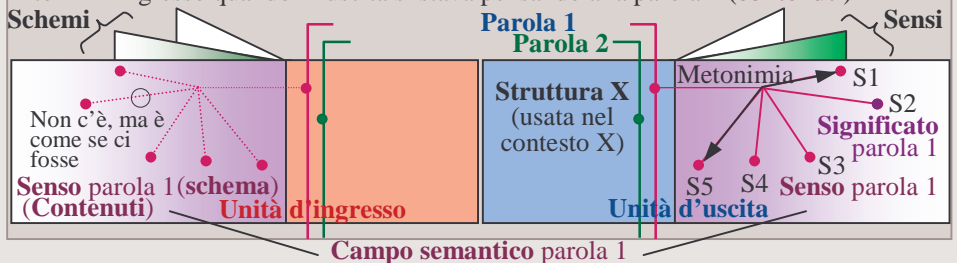 Schemi
Parola 1
Sensi
Parola 2
Non c'è, ma è
come se ci
fosse
Senso parola 1 (schema)
(Contenuti)
Unità d'ingresso
Struttura X
(usata nel
contesto X)
Metonimia
S1
S2
Significato
parola 1
S3
S4
S5
Senso parola 1
Unità d'uscita
Campo semantico parola 1